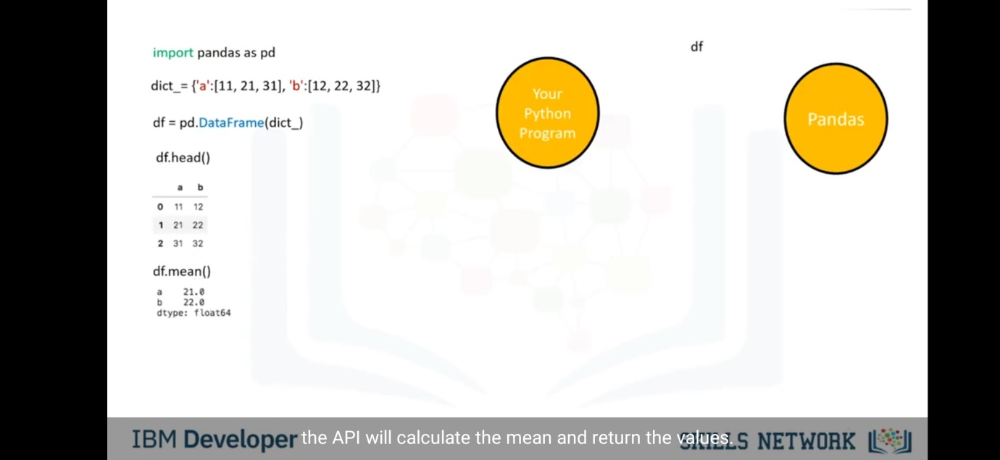 import pandas as pd
dict_= {'a':[11, 21, 31], 'b':[12, 22, 32]}
df = pd.DataFrame(dict_)
df.head()
a b
0 11 12
1 21 22
2 31 32
df.mean()
a 21.0
b 22.0
dtype: float64
Your
Python
Program
df
Pandas
IBM Developer
the API will calculate the mean and return the values.
SKILLS NETWORK